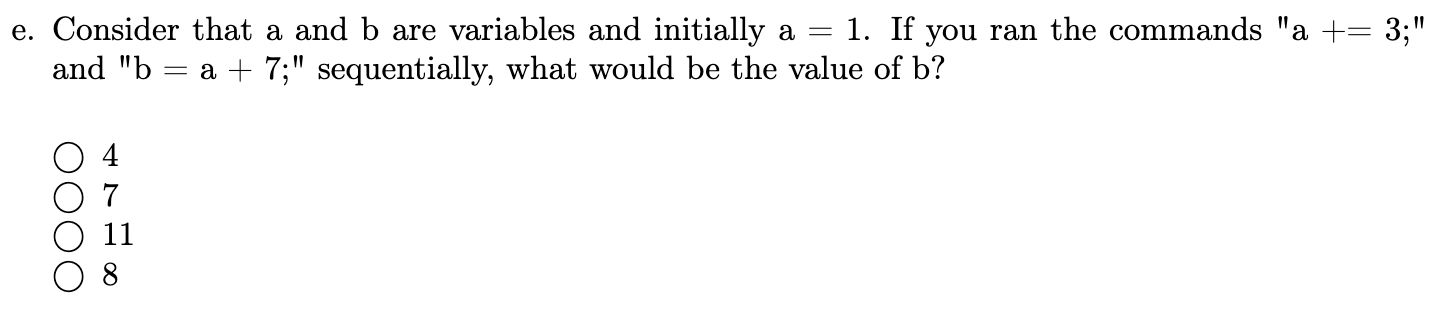 e. Consider that a and b are variables and initially a = 1. If you ran the commands "a += 3;"
and "b = a + 7;" sequentially, what would be the value of b?
4
7
11
8